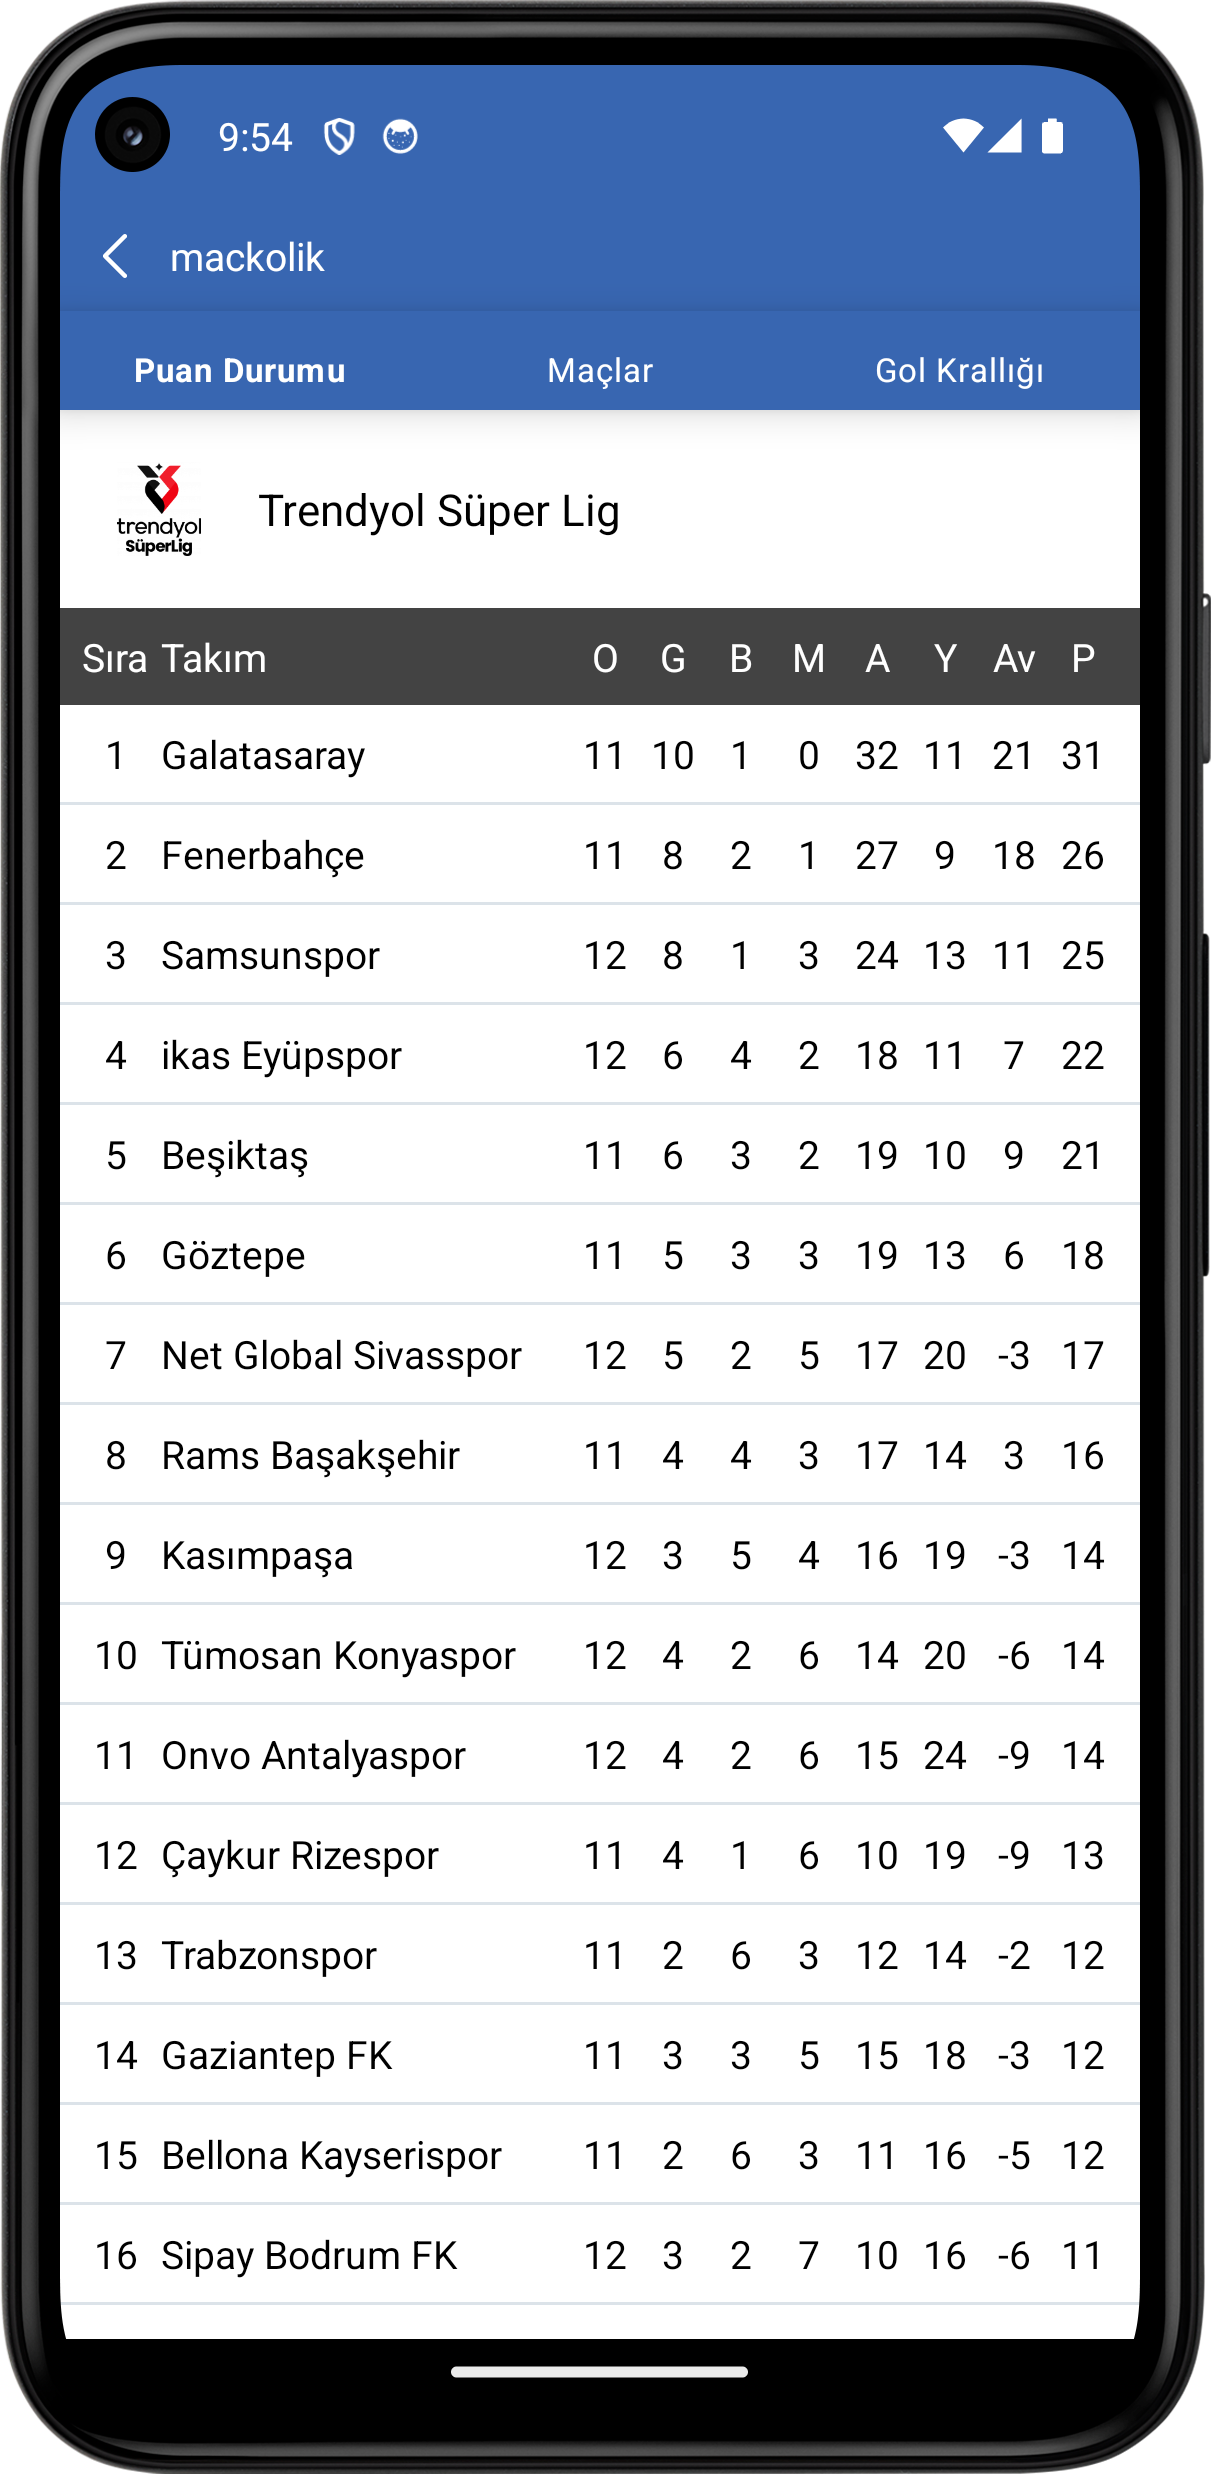 9:54
mackolik
Puan Durumu Maçlar Gol Krallığı
trendyol
SüperLig
Trendyol Süper Lig
Sıra Takım O G B M A Y Av P
1 Galatasaray 11 10 1 0 32 11 21 31
2 Fenerbahçe 11 8 2 1 27 9 18 26
3 Samsunspor 12 8 1 3 24 13 11 25
4 ikas Eyüpspor 12 6 4 2 18 11 7 22
5 Beşiktaş 11 6 3 2 19 10 9 21
6 Göztepe 11 5 3 3 19 13 6 18
7 Net Global Sivasspor 12 5 2 5 17 20 -3 17
8 Rams Başakşehir 11 4 4 3 17 14 3 16
9 Kasımpaşa 12 3 5 4 16 19 -3 14
10 Tümosan Konyaspor 12 4 2 6 14 20 -6 14
11 Onvo Antalyaspor 12 4 2 6 15 24 -9 14
12 Çaykur Rizespor 11 4 1 6 10 19 -9 13
13 Trabzonspor 11 2 6 3 12 14 -2 12
14 Gaziantep FK 11 3 3 5 15 18 -3 12
15 Bellona Kayserispor 11 2 6 3 11 16 -5 12
16 Sipay Bodrum FK 12 3 2 7 10 16 -6 11